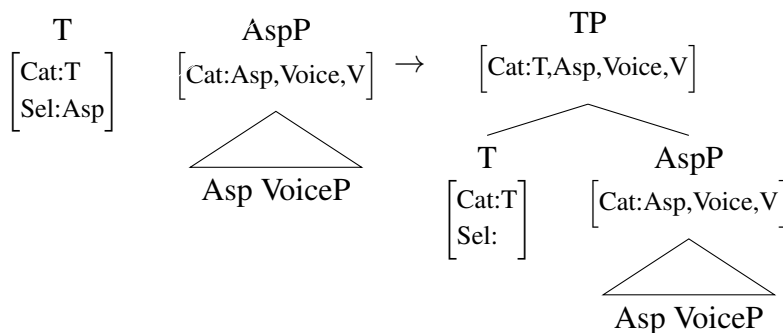 T AspP → TP
[Cat:T
Sel:Asp] [Cat:Asp,Voice,V] [Cat:T,Asp,Voice,V]
Asp VoiceP
T AspP
[Cat:T
Sel:] [Cat:Asp,Voice,V]
Asp VoiceP